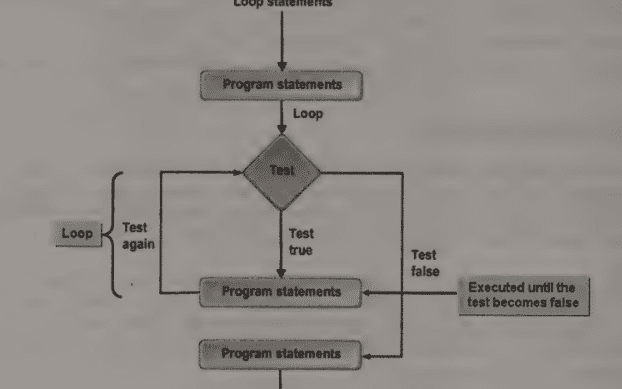 Loop statements
Program statements
Loop
Test
Loop
Test
again
Test
true
Test
false
Program statements
Executed until the
test becomes false
Program statements